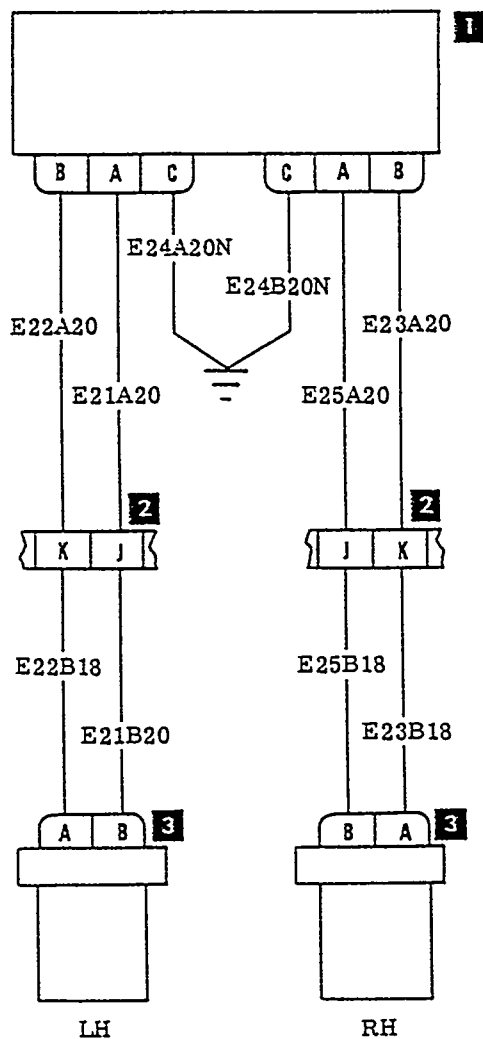 1
B A C C A B
E24A20N
E24B20N
E22A20 E23A20
E21A20 E25A20
2 2
K J J K
E22B18 E25B18
E21B20 E23B18
3 3
A B B A
LH RH